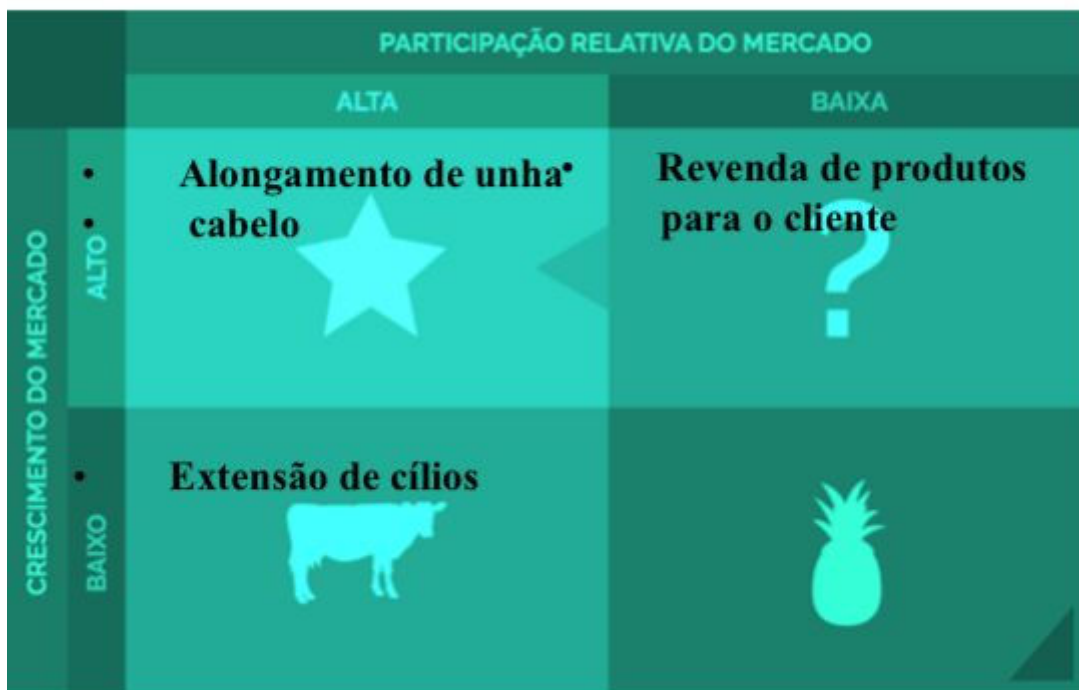 PARTICIPAÇÃO RELATIVA DO MERCADO
ALTA
BAIXA
CRESCIMENTO DO MERCADO
ALTO
• Alongamento de unha
• cabelo
• Revenda de produtos
para o cliente
?
BAIXO
• Extensão de cílios